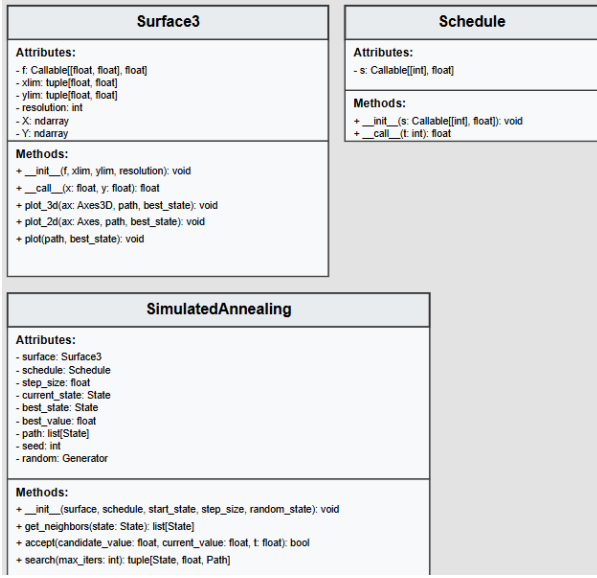 Surface3
Attributes:
- f: Callable[[float, float], float]
- xlim: tuple[float, float]
- ylim: tuple[float, float]
- resolution: int
- X: ndarray
- Y: ndarray
Methods:
+ __init__(f, xlim, ylim, resolution): void
+ __call__(x: float, y: float): float
+ plot_3d(ax: Axes3D, path, best_state): void
+ plot_2d(ax: Axes, path, best_state): void
+ plot(path, best_state): void
Schedule
Attributes:
- s: Callable[[int], float]
Methods:
+ __init__(s: Callable[[int], float]): void
+ __call__(t: int): float
SimulatedAnnealing
Attributes:
- surface: Surface3
- schedule: Schedule
- step_size: float
- current_state: State
- best_state: State
- best_value: float
- path: list[State]
- seed: int
- random: Generator
Methods:
+ __init__(surface, schedule, start_state, step_size, random_state): void
+ get_neighbors(state: State): list[State]
+ accept(candidate_value: float, current_value: float, t: float): bool
+ search(max_iters: int): tuple[State, float, Path]